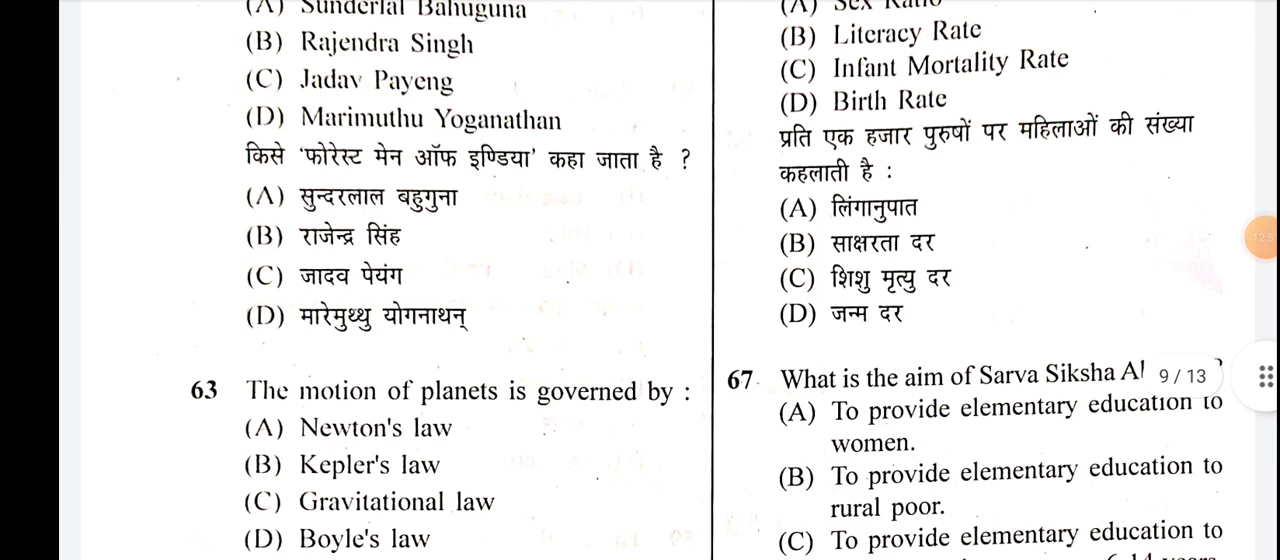 (A) Sunderlal Bahuguna
(B) Rajendra Singh
(C) Jadav Payeng
(D) Marimuthu Yoganathan
किसे ‘फोरेस्ट मेन ऑफ इण्डिया’ कहा जाता है ?
(A) सुन्दरलाल बहुगुना
(B) राजेन्द्र सिंह
(C) जादव पेयंग
(D) मारेमुथ्थु योगनाथन्
63 The motion of planets is governed by :
(A) Newton's law
(B) Kepler's law
(C) Gravitational law
(D) Boyle's law
(A) Sex Ratio
(B) Literacy Rate
(C) Infant Mortality Rate
(D) Birth Rate
प्रति एक हजार पुरुषों पर महिलाओं की संख्या
कहलाती है :
(A) लिंगानुपात
(B) साक्षरता दर
(C) शिशु मृत्यु दर
(D) जन्म दर
67 What is the aim of Sarva Siksha
(A) To provide elementary education to
women.
(B) To provide elementary education to
rural poor.
(C) To provide elementary education to
9 / 13